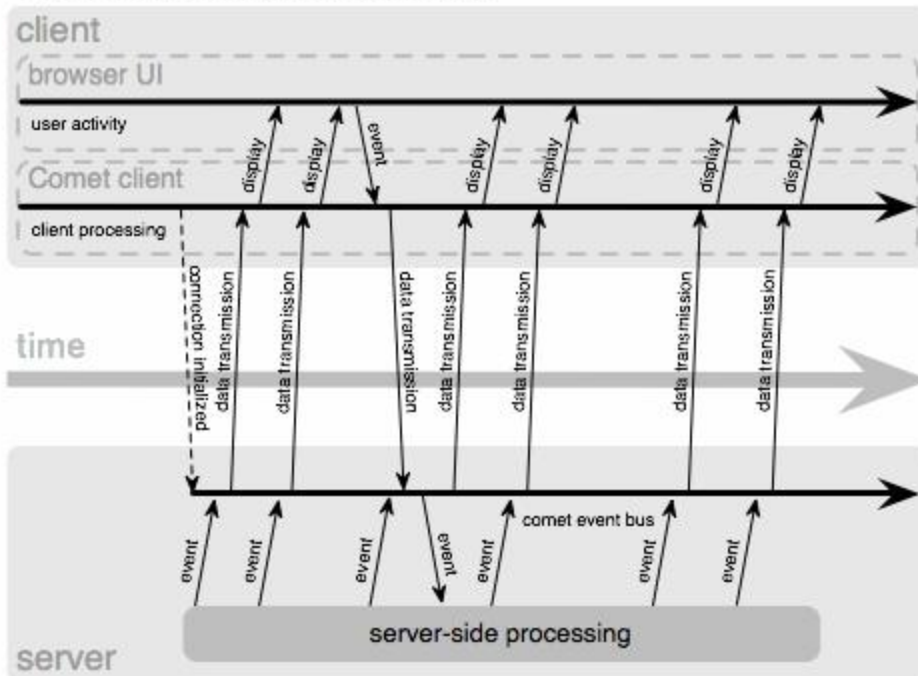 client
browser UI
user activity
display
display
event
display
display
display
display
Comet client
client processing
connection initialized
data transmission
data transmission
data transmission
data transmission
data transmission
data transmission
data transmission
time
comet event bus
event
event
event
event
event
event
event
server-side processing
server